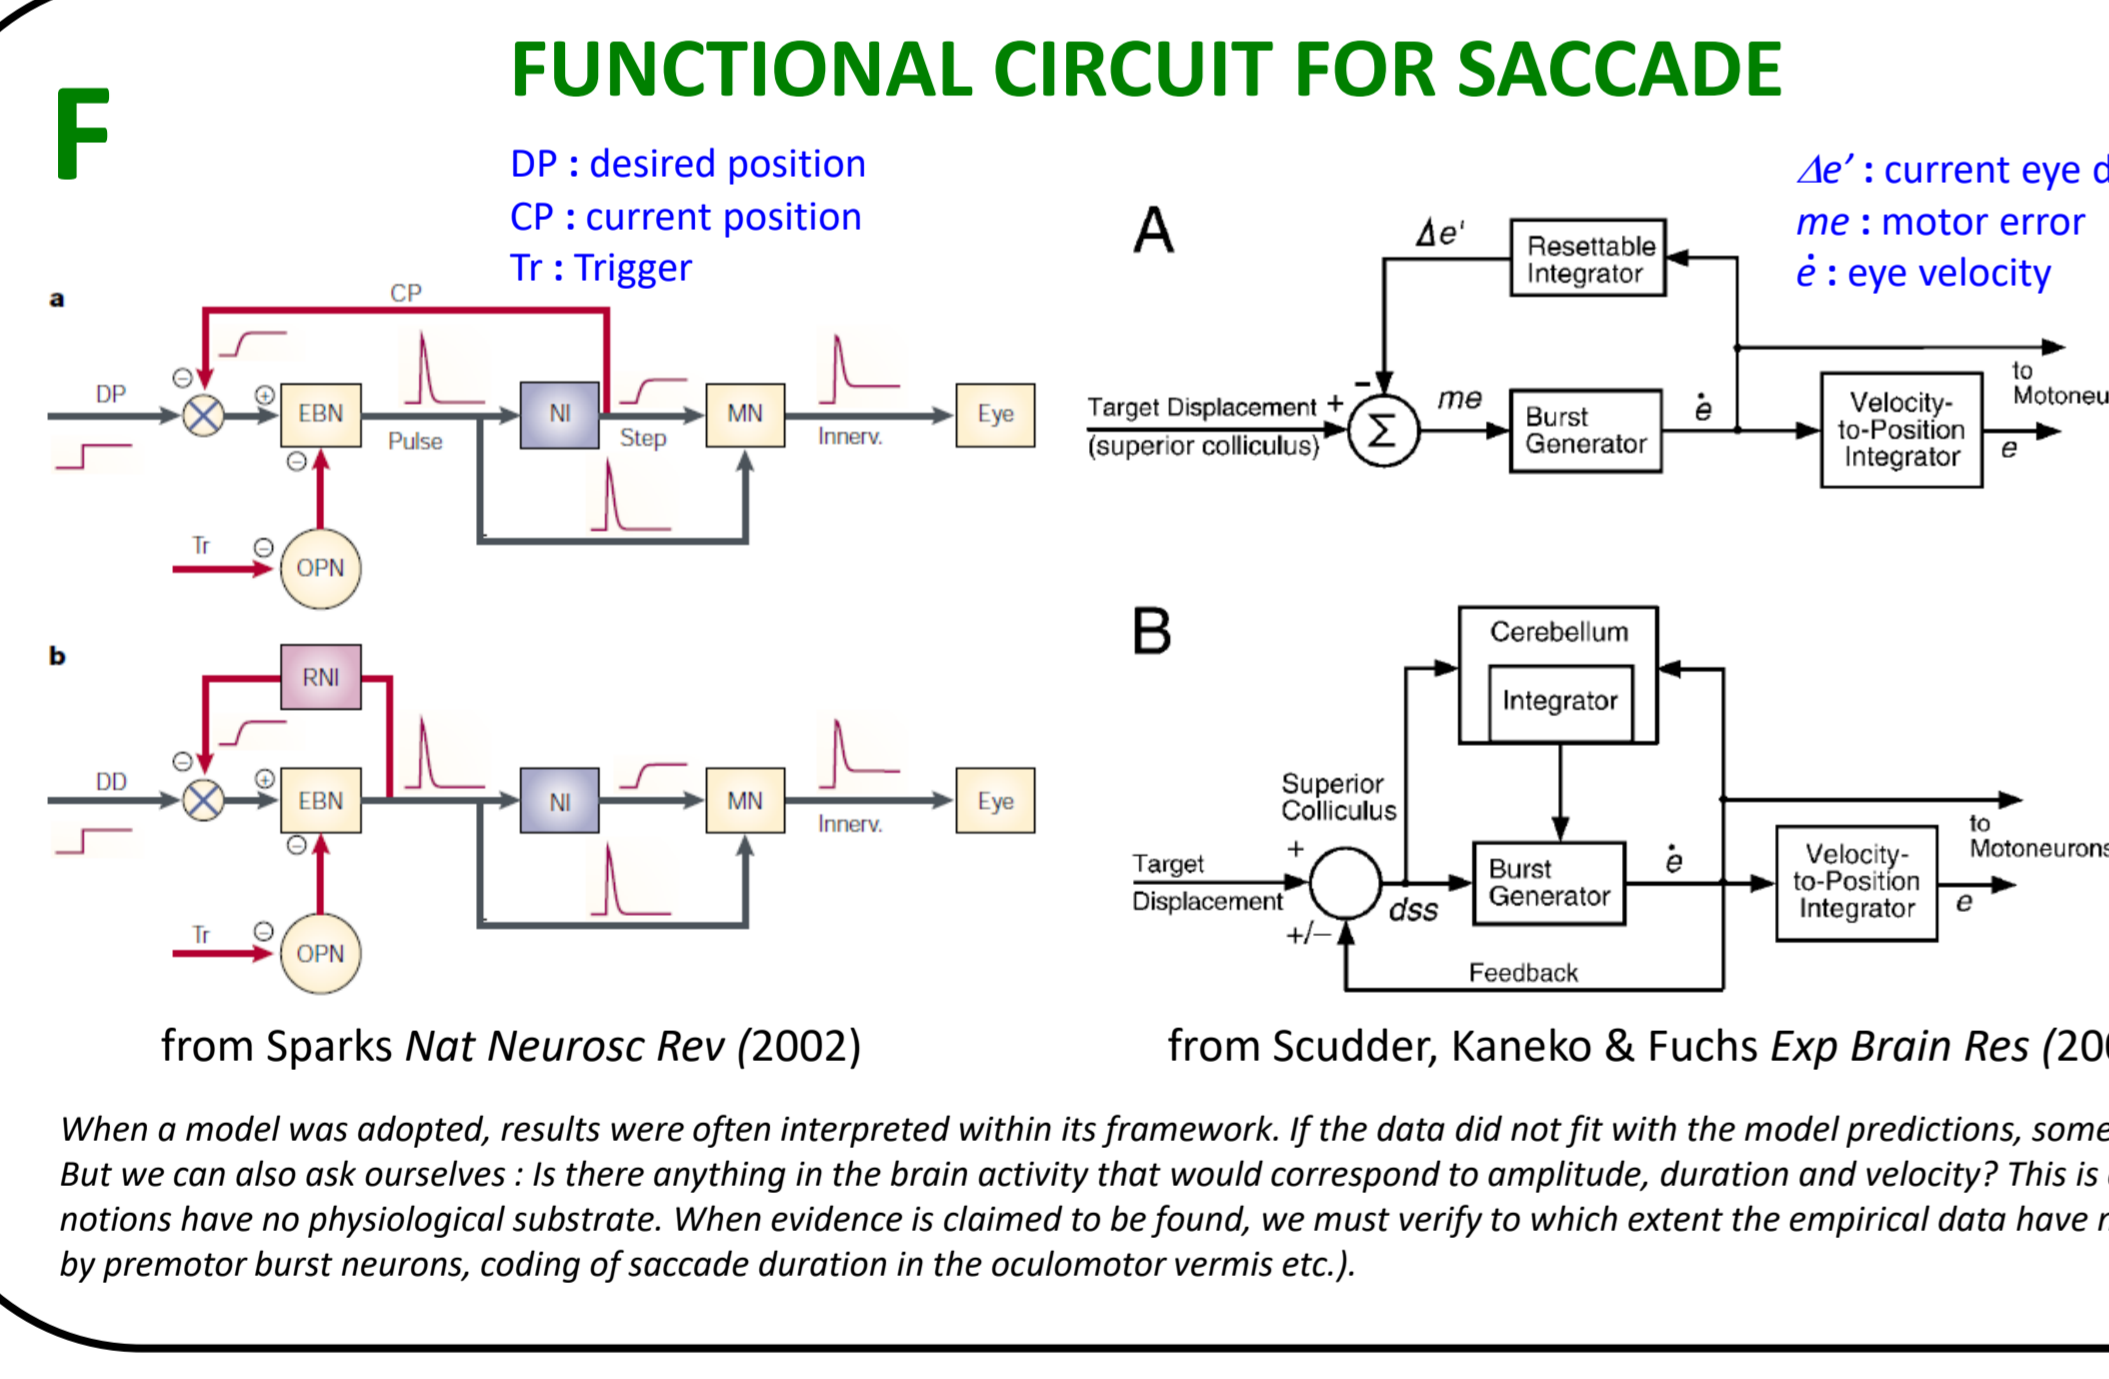 FUNCTIONAL CIRCUIT FOR SACCADE
F
DP : desired position
CP : current position
Tr : Trigger
a
CP
DP
−
+
EBN
Pulse
NI
Step
MN
Innerv.
Eye
−
Tr
−
OPN
b
RNI
DD
−
+
EBN
NI
MN
Innerv.
Eye
−
Tr
−
OPN
from Sparks Nat Neurosc Rev (2002)
Δe’ : current eye
me : motor error
ė : eye velocity
A
Δe'
Resettable
Integrator
−
Target Displacement +
(superior colliculus)
Σ
me
Burst
Generator
ė
Velocity-
to-Position
Integrator
to
e
B
Cerebellum
Integrator
Superior
Colliculus
+
Target
Displacement
+/−
dss
Burst
Generator
ė
Velocity-
to-Position
Integrator
to
Motoneurons
e
Feedback
from Scudder, Kaneko & Fuchs Exp Brain Res (
When a model was adopted, results were often interpreted within its framework. If the data did not fit with the model predictions, some
But we can also ask ourselves : Is there anything in the brain activity that would correspond to amplitude, duration and velocity? This is
notions have no physiological substrate. When evidence is claimed to be found, we must verify to which extent the empirical data have
by premotor burst neurons, coding of saccade duration in the oculomotor vermis etc.).